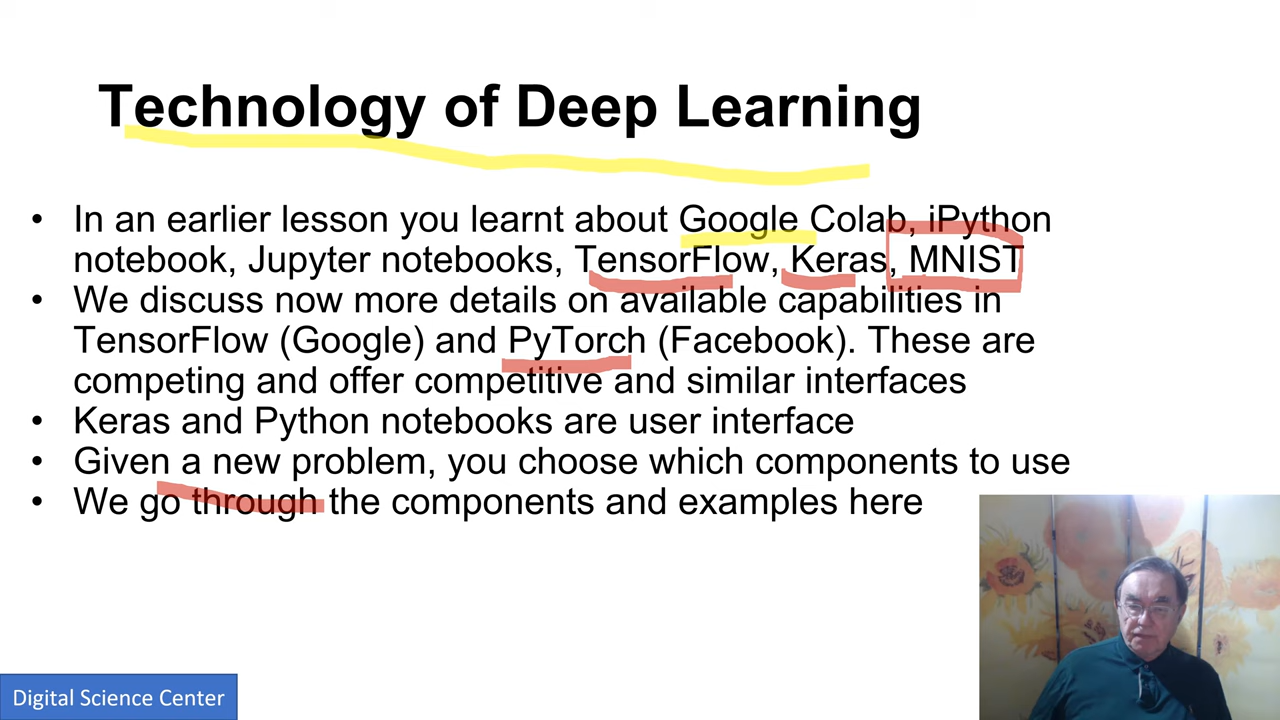 Technology of Deep Learning
• In an earlier lesson you learnt about Google Colab, iPython
notebook, Jupyter notebooks, TensorFlow, Keras, MNIST
• We discuss now more details on available capabilities in
TensorFlow (Google) and PyTorch (Facebook). These are
competing and offer competitive and similar interfaces
• Keras and Python notebooks are user interface
• Given a new problem, you choose which components to use
• We go through the components and examples here
Digital Science Center